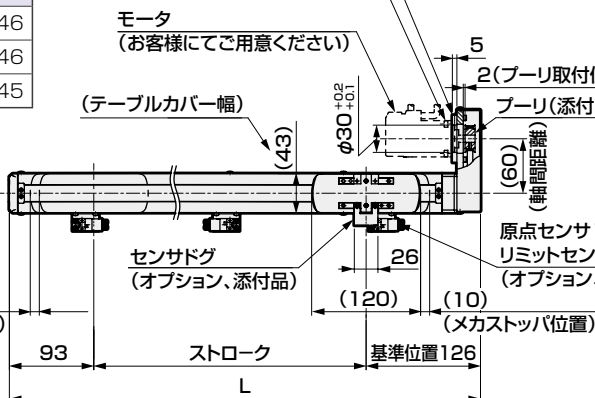 46
46
45
モータ
(お客様にてご用意ください)
5
2(プーリ取付
プーリ(添付
(テーブルカバー幅)
φ30 +0.2 +0.1
(43)
(60)
(軸間距離)
センサドグ
(オプション、添付品)
26
原点センサ
リミットセン
(オプション、
(120)
(10)
(メカストッパ位置)
)
93
ストローク
基準位置126
L